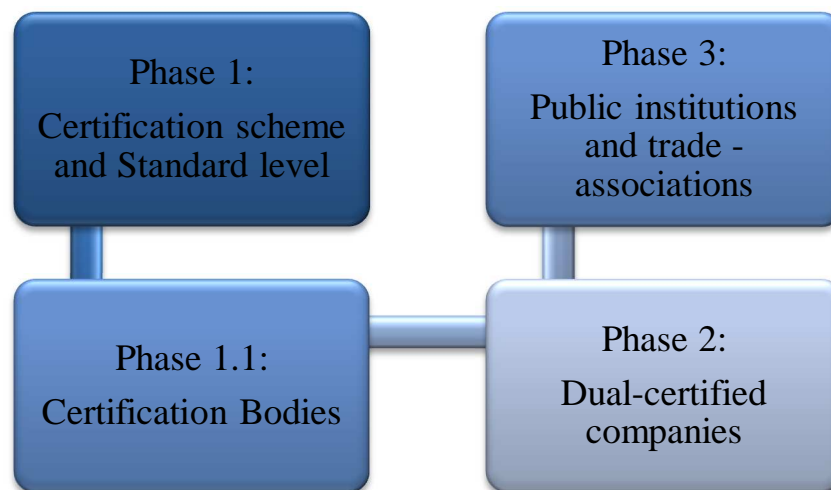 Phase 1:
Certification scheme
and Standard level
Phase 1.1:
Certification Bodies
Phase 2:
Dual-certified
companies
Phase 3:
Public institutions
and trade -
associations